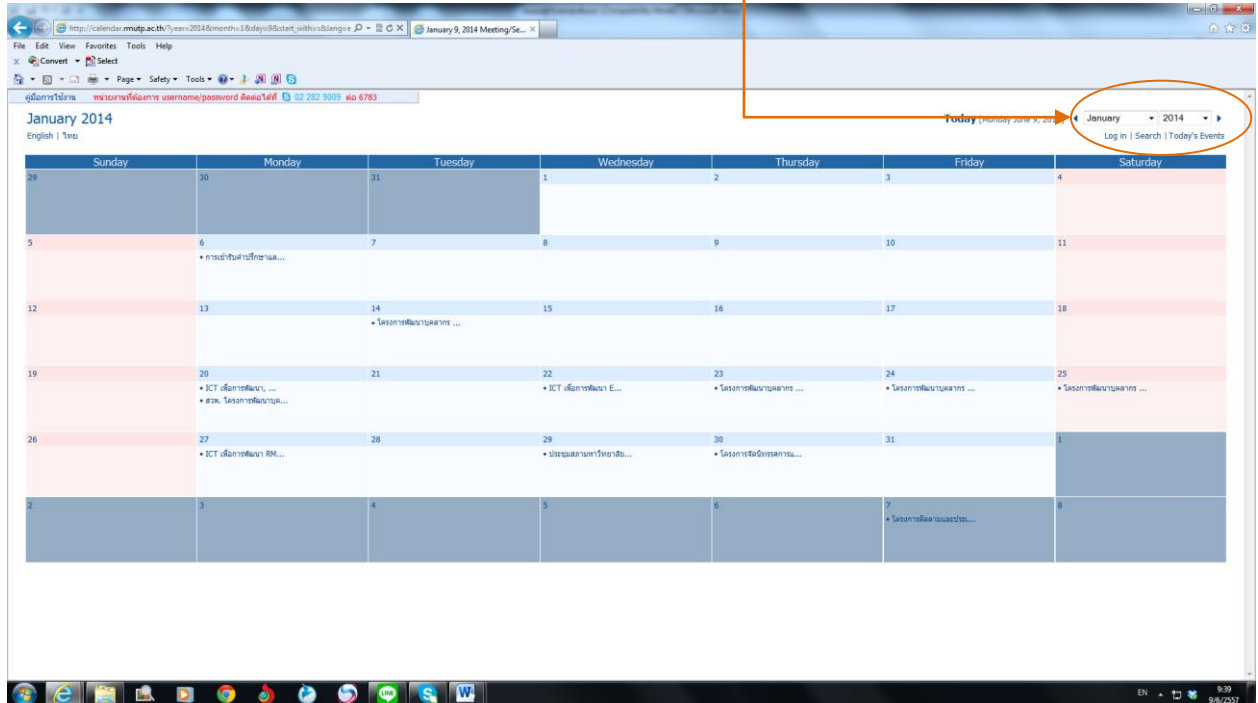 http://calendar.rmutp.ac.th/?year=2014&month=1&day=9&start_with=s&lang=e
January 9, 2014 Meeting/Se...
File Edit View Favorites Tools Help
x Convert Select
Page Safety Tools
คู่มือการใช้งาน หน่วยงานที่ต้องการ username/password ติดต่อได้ที่ 02 282 9009 ต่อ 6783
January 2014
Today [Monday June 9, January 2014
English | ไทย
Log in | Search | Today's Events
Sunday Monday Tuesday Wednesday Thursday Friday Saturday
29 30 31 1 2 3 4
5 6 7 8 9 10 11
• การเข้ารับคำปรึกษาแล...
12 13 14 15 16 17 18
• โครงการพัฒนาบุคลากร ...
19 20 21 22 23 24 25
• ICT เพื่อการพัฒนา, ... • ICT เพื่อการพัฒนา E... • โครงการพัฒนาบุคลากร ... • โครงการพัฒนาบุคลากร ... • โครงการพัฒนาบุคลากร ...
• สวพ. โครงการพัฒนาบุค...
26 27 28 29 30 31 1
• ICT เพื่อการพัฒนา RM... • ประชุมสภามหาวิทยาลัย... • โครงการจัดนิทรรศการแ...
2 3 4 5 6 7 8
• โครงการติดตามและประเ...
LINE
EN 9:39
9/6/2557